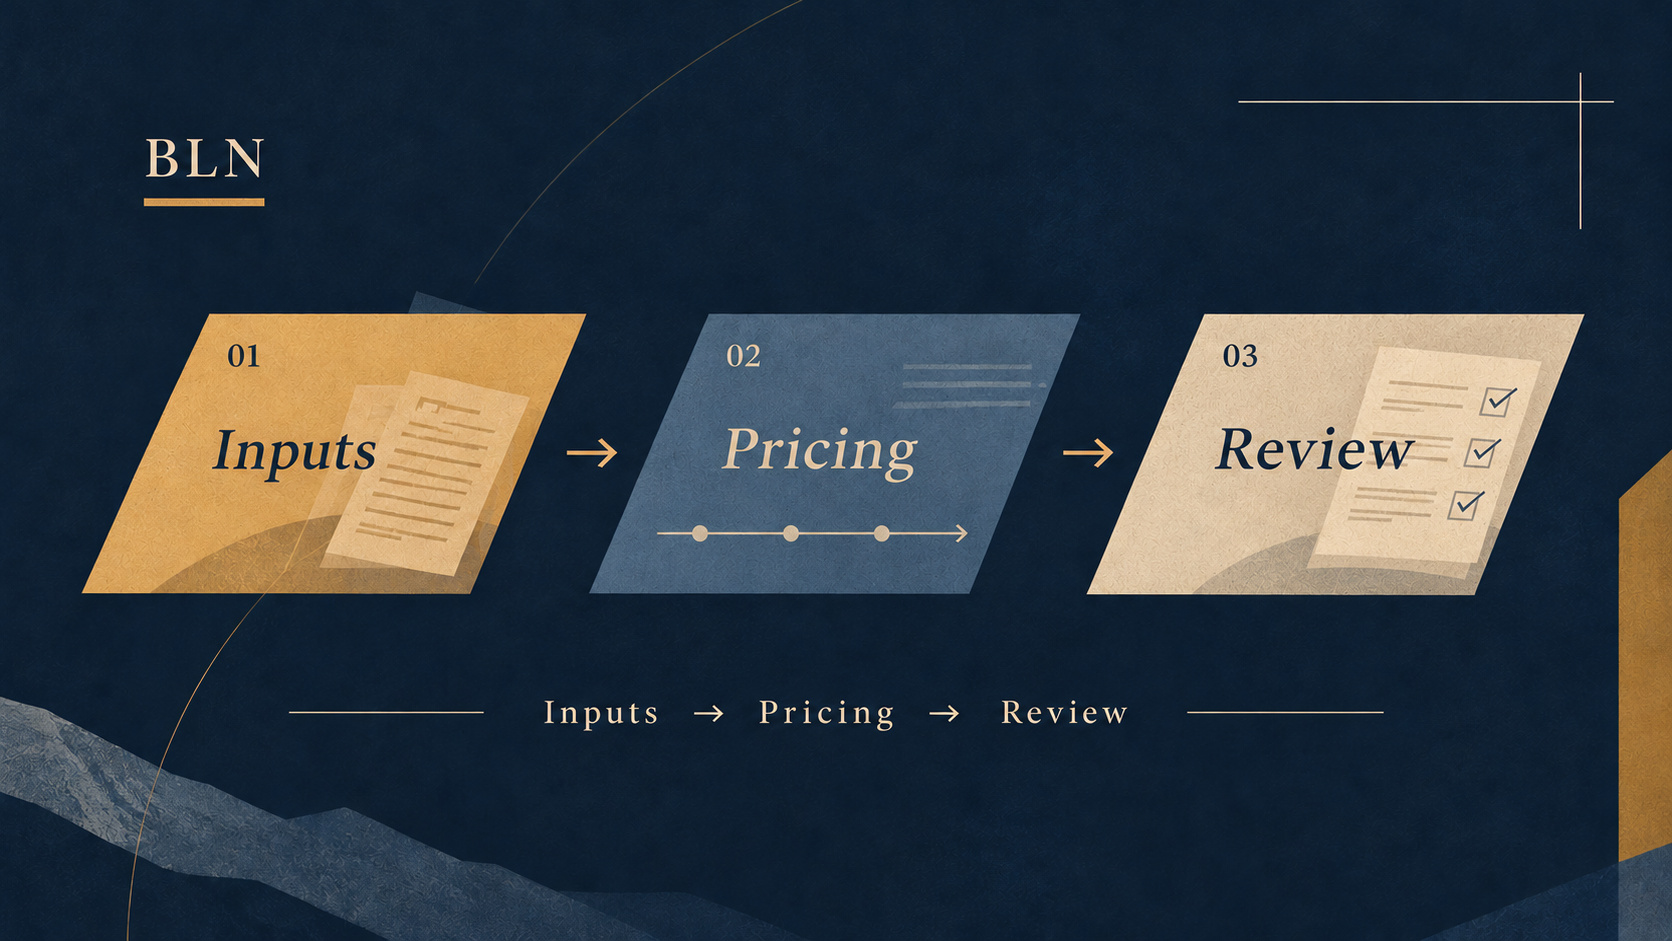 BLN
01
Inputs
→
02
Pricing
→
03
Review
Inputs → Pricing → Review